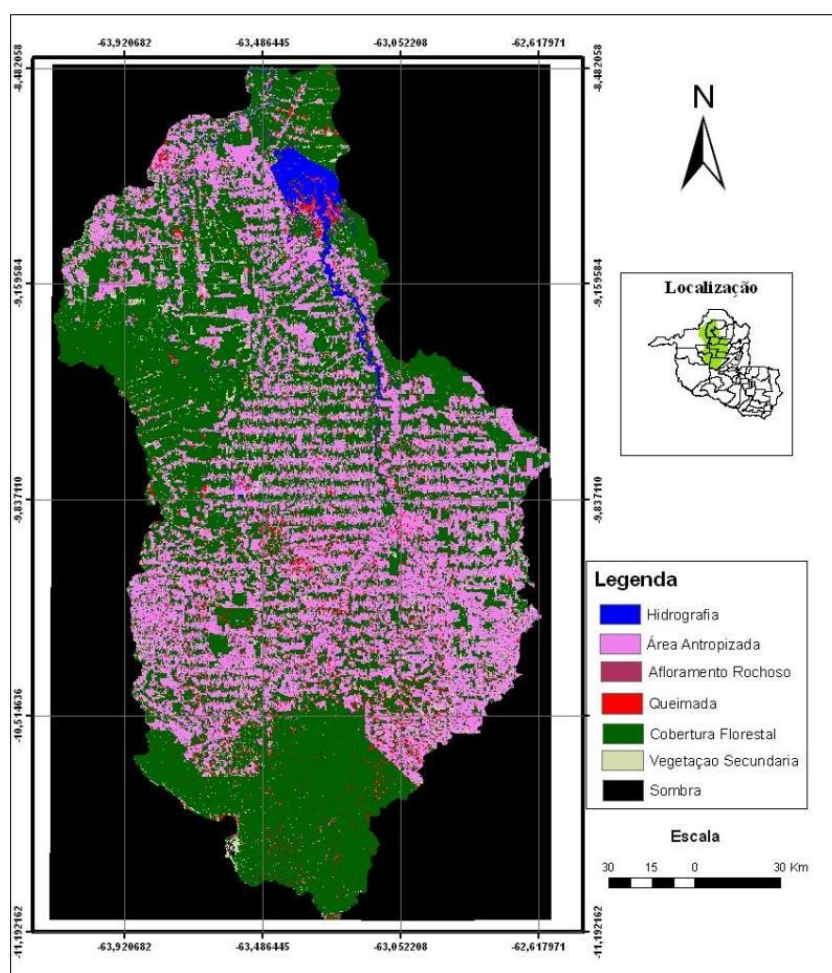 -63,920682 -63,486445 -63,052208 -62,617971
-8,482058 -8,482058
-9,159584 -9,159584
-9,837110 -9,837110
-10,514636 -10,514636
-11,192162 -11,192162
-63,920682 -63,486445 -63,052208 -62,617971
N
Localização
Legenda
Hidrografia
Área Antropizada
Afloramento Rochoso
Queimada
Cobertura Florestal
Vegetaçao Secundaria
Sombra
Escala
30 15 0 30 Km